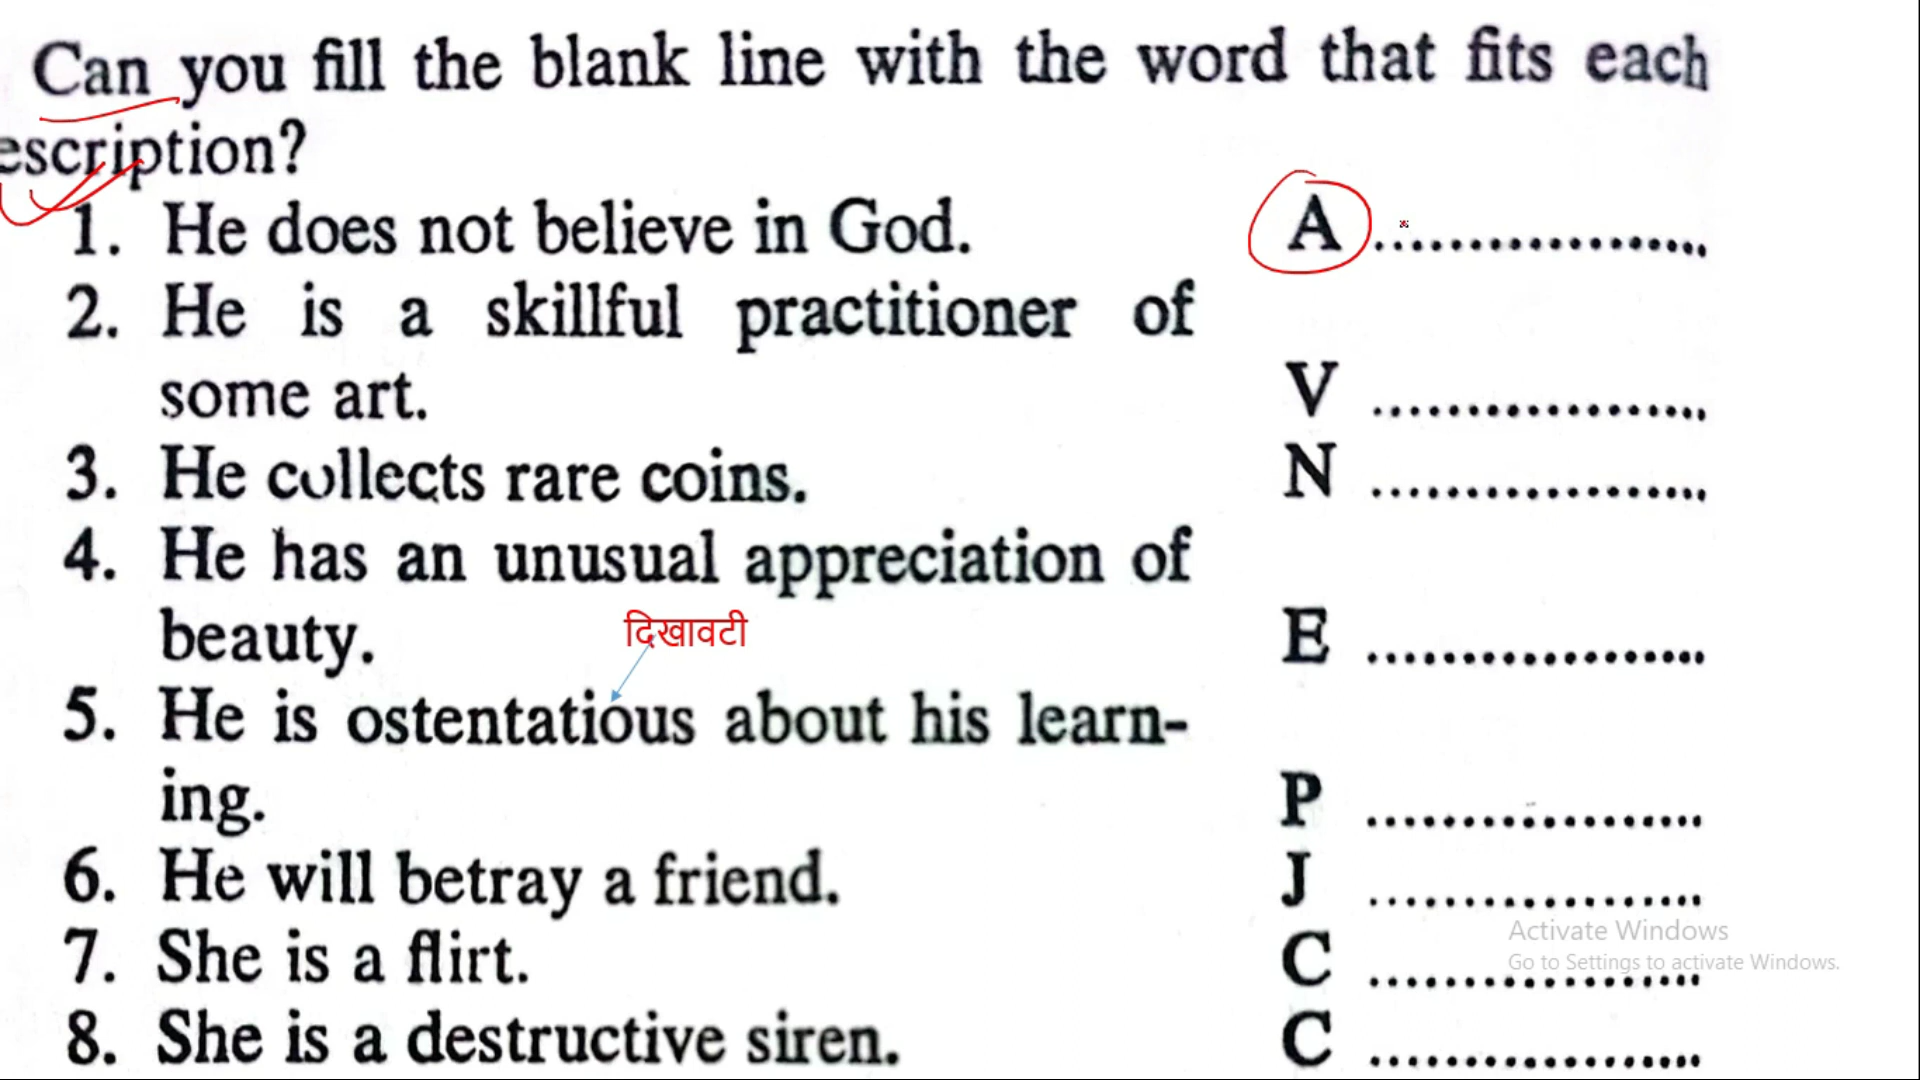 Can you fill the blank line with the word that fits each
escription?
1. He does not believe in God. A ..................
2. He is a skillful practitioner of
some art. V ..................
3. He collects rare coins. N ..................
4. He has an unusual appreciation of
beauty. E ..................
दिखावटी
5. He is ostentatious about his learn-
ing. P ..................
6. He will betray a friend. J ..................
7. She is a flirt. C ..................
8. She is a destructive siren. C ..................
Activate Windows
Go to Settings to activate Windows.